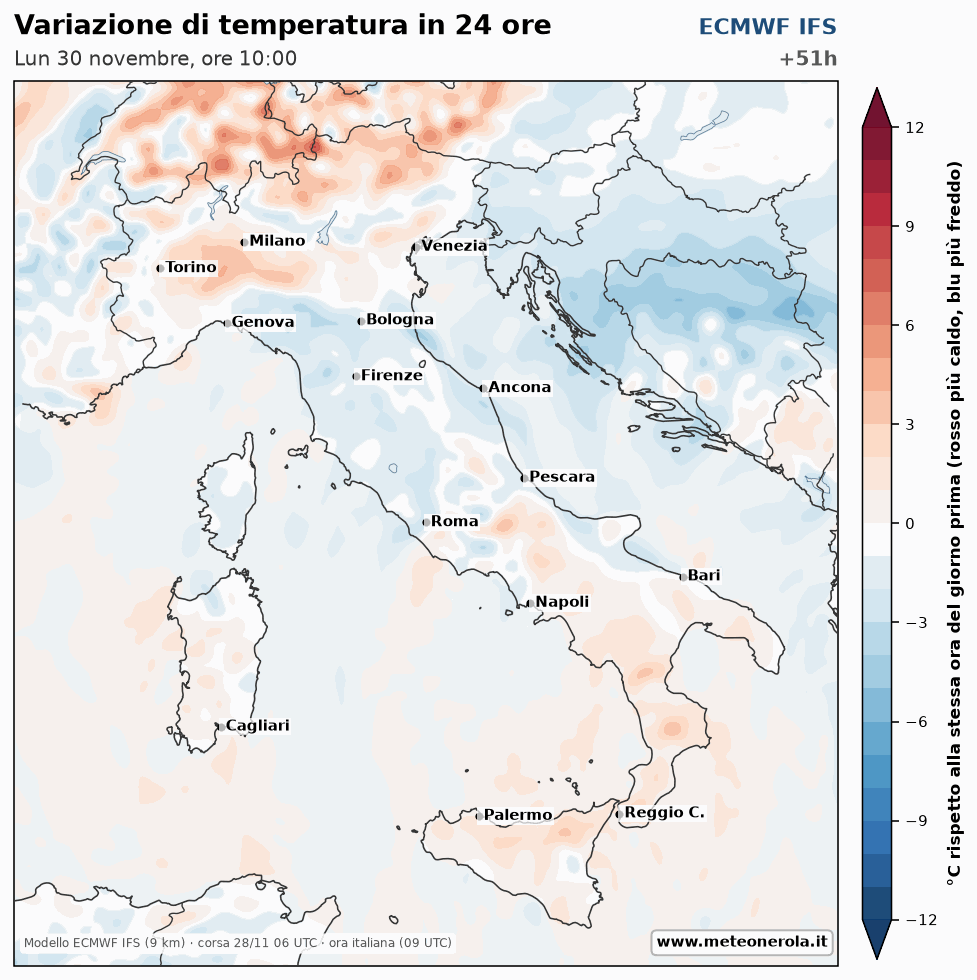 Variazione di temperatura in 24 ore
ECMWF IFS
Lun 30 novembre, ore 10:00
+51h
Milano
Venezia
Torino
Genova
Bologna
Firenze
Ancona
Pescara
Roma
Bari
Napoli
Cagliari
Palermo
Reggio C.
12
9
6
3
0
−3
−6
−9
−12
°C rispetto alla stessa ora del giorno prima (rosso più caldo, blu più freddo)
Modello ECMWF IFS (9 km) · corsa 28/11 06 UTC · ora italiana (09 UTC)
www.meteonerola.it